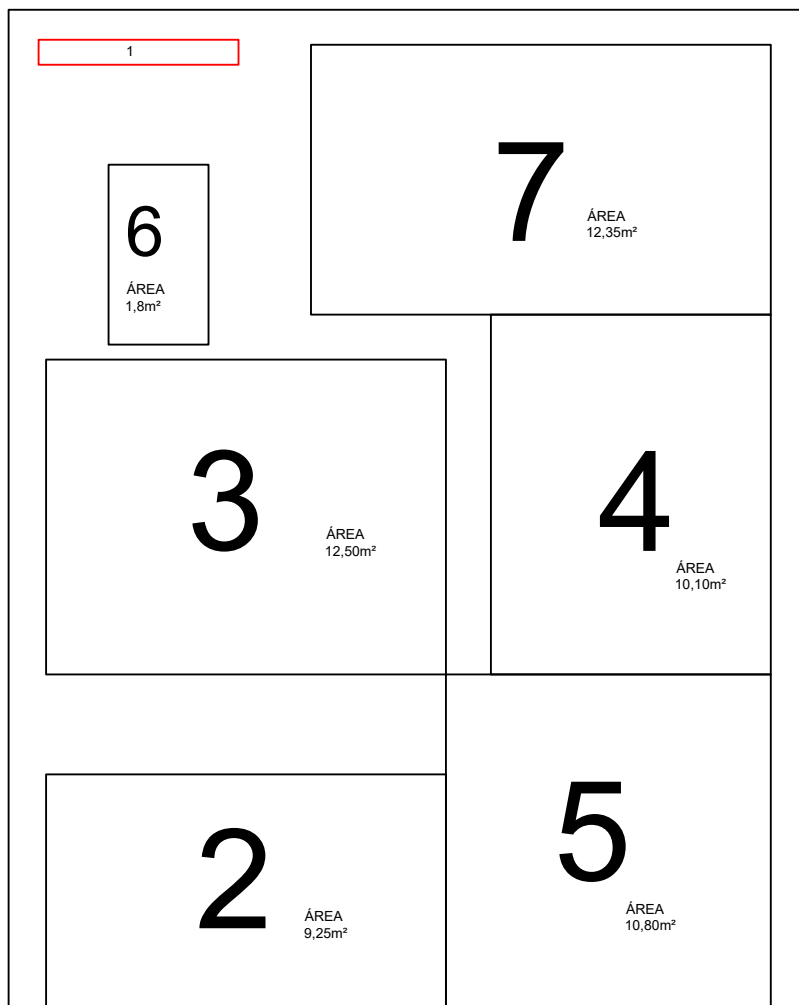 1
7
ÁREA
12,35m²
6
ÁREA
1,8m²
3
ÁREA
12,50m²
4
ÁREA
10,10m²
5
ÁREA
10,80m²
2
ÁREA
9,25m²